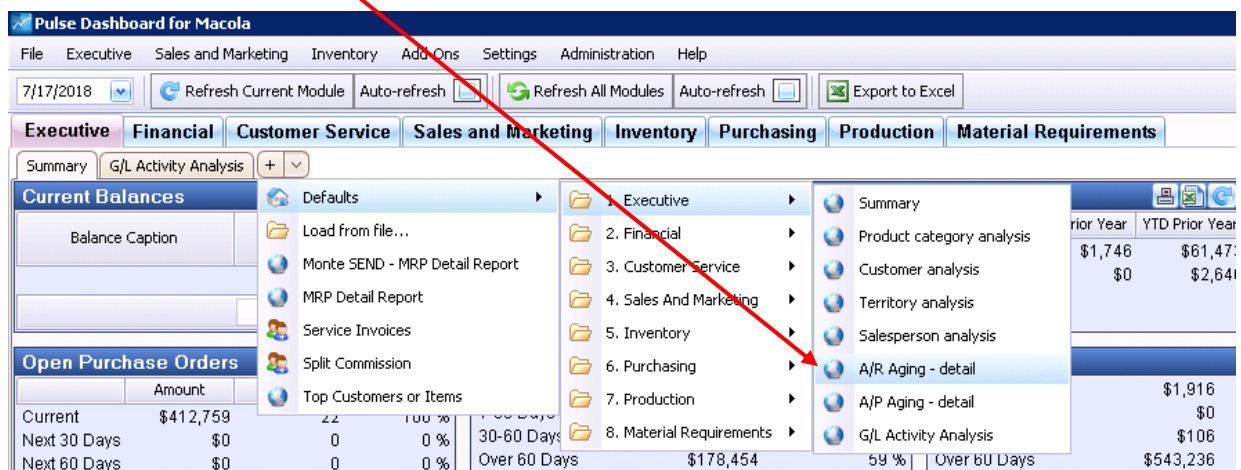 Pulse Dashboard for Macola
File Executive Sales and Marketing Inventory Add-Ons Settings Administration Help
7/17/2018 Refresh Current Module Auto-refresh Refresh All Modules Auto-refresh Export to Excel
Executive Financial Customer Service Sales and Marketing Inventory Purchasing Production Material Requirements
Summary G/L Activity Analysis +
Current Balances
Balance Caption
Defaults
Load from file...
Monte SEND - MRP Detail Report
MRP Detail Report
Service Invoices
Split Commission
Top Customers or Items
1. Executive
2. Financial
3. Customer Service
4. Sales And Marketing
5. Inventory
6. Purchasing
7. Production
8. Material Requirements
Summary
Product category analysis
Customer analysis
Territory analysis
Salesperson analysis
A/R Aging - detail
A/P Aging - detail
G/L Activity Analysis
Year YTD Prior Year
$1,746
$0
Open Purchase Orders
Amount
Current $412,759 22 100 %
Next 30 Days $0 0 0 %
Next 60 Days $0 0 0 %
30-60 Days
Over 60 Days $178,454 59 %
$1,916
$0
$106
Over 60 Days $543,236